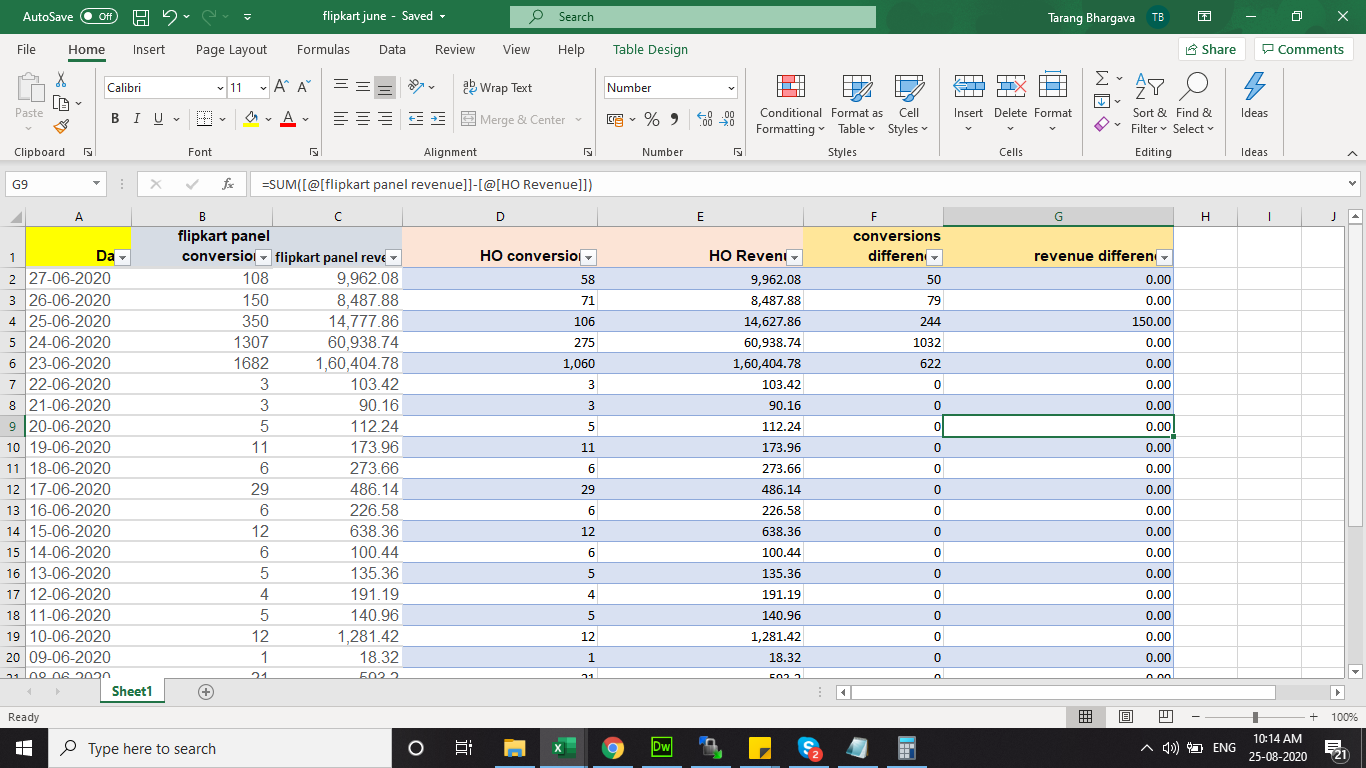 AutoSave Off flipkart june - Saved Search Tarang Bhargava TB
File Home Insert Page Layout Formulas Data Review View Help Table Design Share Comments
Paste Calibri 11 A A ab Wrap Text Number Conditional Formatting Format as Table Cell Styles Insert Delete Format Sort & Filter Find & Select Ideas
B I U A Merge & Center % ,
Clipboard Font Alignment Number Styles Cells Editing Ideas
G9 fx =SUM([@[flipkart panel revenue]]-[@[HO Revenue]])
A B C D E F G H I J
1 Da flipkart panel conversio flipkart panel reve HO conversio HO Revenu conversions differen revenue differen
2 27-06-2020 108 9,962.08 58 9,962.08 50 0.00
3 26-06-2020 150 8,487.88 71 8,487.88 79 0.00
4 25-06-2020 350 14,777.86 106 14,627.86 244 150.00
5 24-06-2020 1307 60,938.74 275 60,938.74 1032 0.00
6 23-06-2020 1682 1,60,404.78 1,060 1,60,404.78 622 0.00
7 22-06-2020 3 103.42 3 103.42 0 0.00
8 21-06-2020 3 90.16 3 90.16 0 0.00
9 20-06-2020 5 112.24 5 112.24 0 0.00
10 19-06-2020 11 173.96 11 173.96 0 0.00
11 18-06-2020 6 273.66 6 273.66 0 0.00
12 17-06-2020 29 486.14 29 486.14 0 0.00
13 16-06-2020 6 226.58 6 226.58 0 0.00
14 15-06-2020 12 638.36 12 638.36 0 0.00
15 14-06-2020 6 100.44 6 100.44 0 0.00
16 13-06-2020 5 135.36 5 135.36 0 0.00
17 12-06-2020 4 191.19 4 191.19 0 0.00
18 11-06-2020 5 140.96 5 140.96 0 0.00
19 10-06-2020 12 1,281.42 12 1,281.42 0 0.00
20 09-06-2020 1 18.32 1 18.32 0 0.00
21 08-06-2020 21 593.2 21 593.2 0 0.00
Sheet1
Ready 100%
Type here to search Dw ENG 10:14 AM
25-08-2020 21